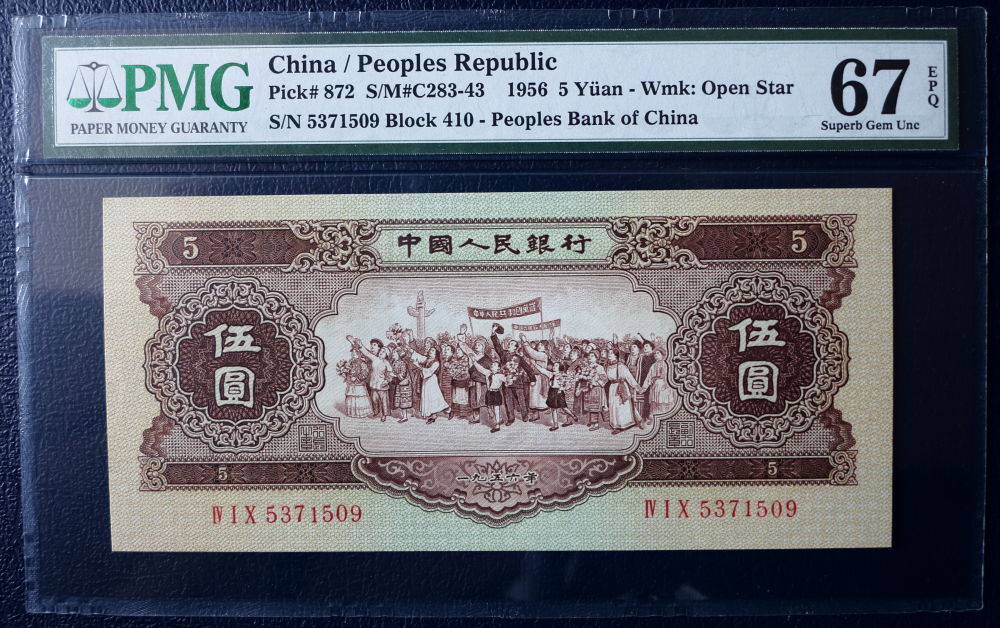 PMG
PAPER MONEY GUARANTY
China / Peoples Republic
Pick# 872 S/M#C283-43 1956 5 Yüan - Wmk: Open Star
S/N 5371509 Block 410 - Peoples Bank of China
67
EPQ
Superb Gem Unc
5
中國人民銀行
5
伍圓
伍圓
5
一九五六年
5
Ⅳ I X 5371509
Ⅳ I X 5371509